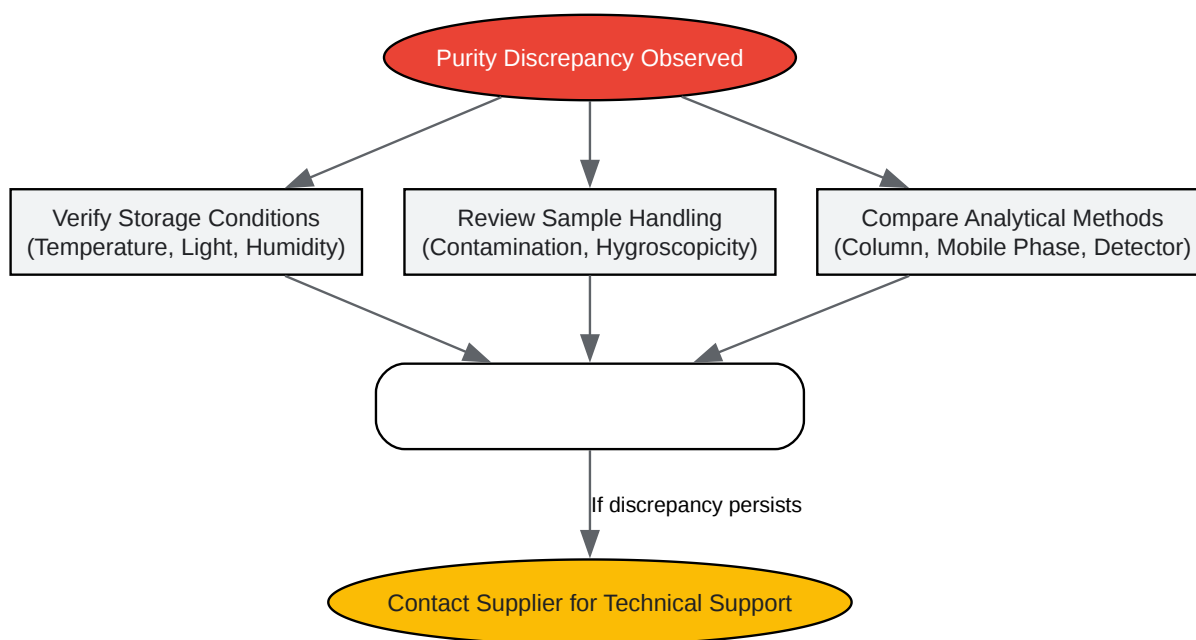 Purity Discrepancy Observed
Verify Storage Conditions
(Temperature, Light, Humidity)
Review Sample Handling
(Contamination, Hygroscopicity)
Compare Analytical Methods
(Column, Mobile Phase, Detector)
If discrepancy persists
Contact Supplier for Technical Support